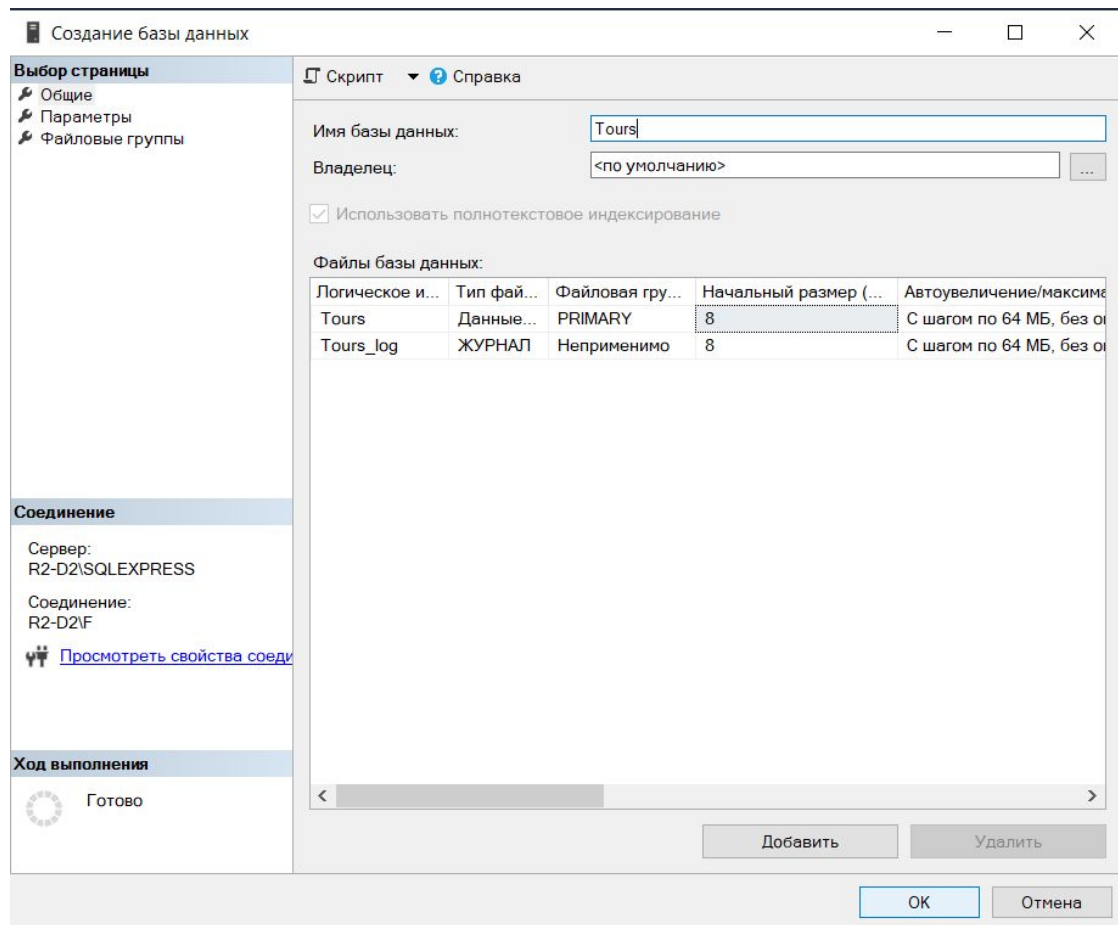 Создание базы данных
Выбор страницы
Общие
Параметры
Файловые группы
Скрипт
Справка
Имя базы данных:
Tours
Владелец:
<по умолчанию>
...
Использовать полнотекстовое индексирование
Файлы базы данных:
Логическое и... Тип фай... Файловая гру... Начальный размер (... Автоувеличение/максима
Tours Данные... PRIMARY 8 С шагом по 64 МБ, без о
Tours_log ЖУРНАЛ Неприменимо 8 С шагом по 64 МБ, без о
Соединение
Сервер:
R2-D2\SQLEXPRESS
Соединение:
R2-D2\F
Просмотреть свойства соеди
Ход выполнения
Готово
Добавить
Удалить
OK
Отмена